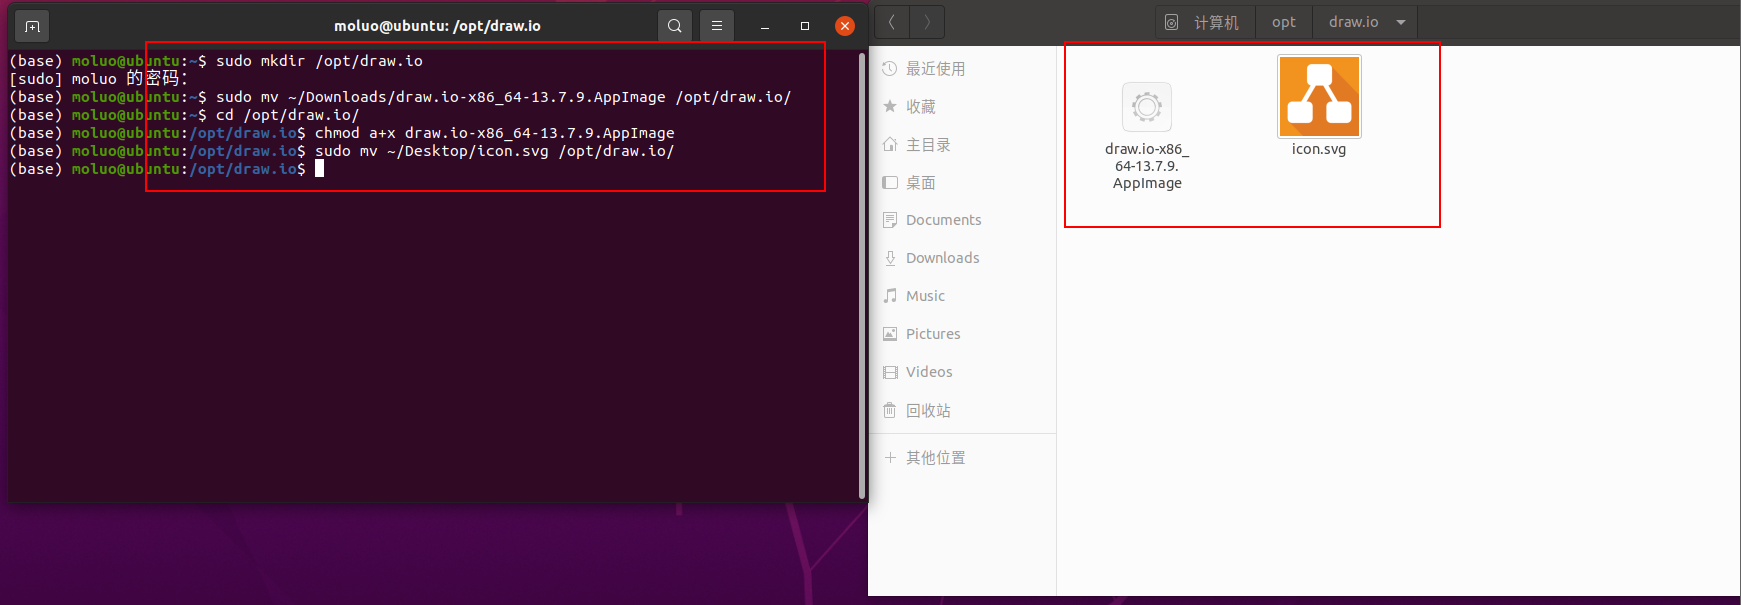 moluo@ubuntu: /opt/draw.io
(base) moluo@ubuntu:~$ sudo mkdir /opt/draw.io
[sudo] moluo 的密码：
(base) moluo@ubuntu:~$ sudo mv ~/Downloads/draw.io-x86_64-13.7.9.AppImage /opt/draw.io/
(base) moluo@ubuntu:~$ cd /opt/draw.io/
(base) moluo@ubuntu:/opt/draw.io$ chmod a+x draw.io-x86_64-13.7.9.AppImage
(base) moluo@ubuntu:/opt/draw.io$ sudo mv ~/Desktop/icon.svg /opt/draw.io/
(base) moluo@ubuntu:/opt/draw.io$
计算机 opt draw.io
最近使用
收藏
主目录
桌面
Documents
Downloads
Music
Pictures
Videos
回收站
其他位置
draw.io-x86_
64-13.7.9.
AppImage
icon.svg